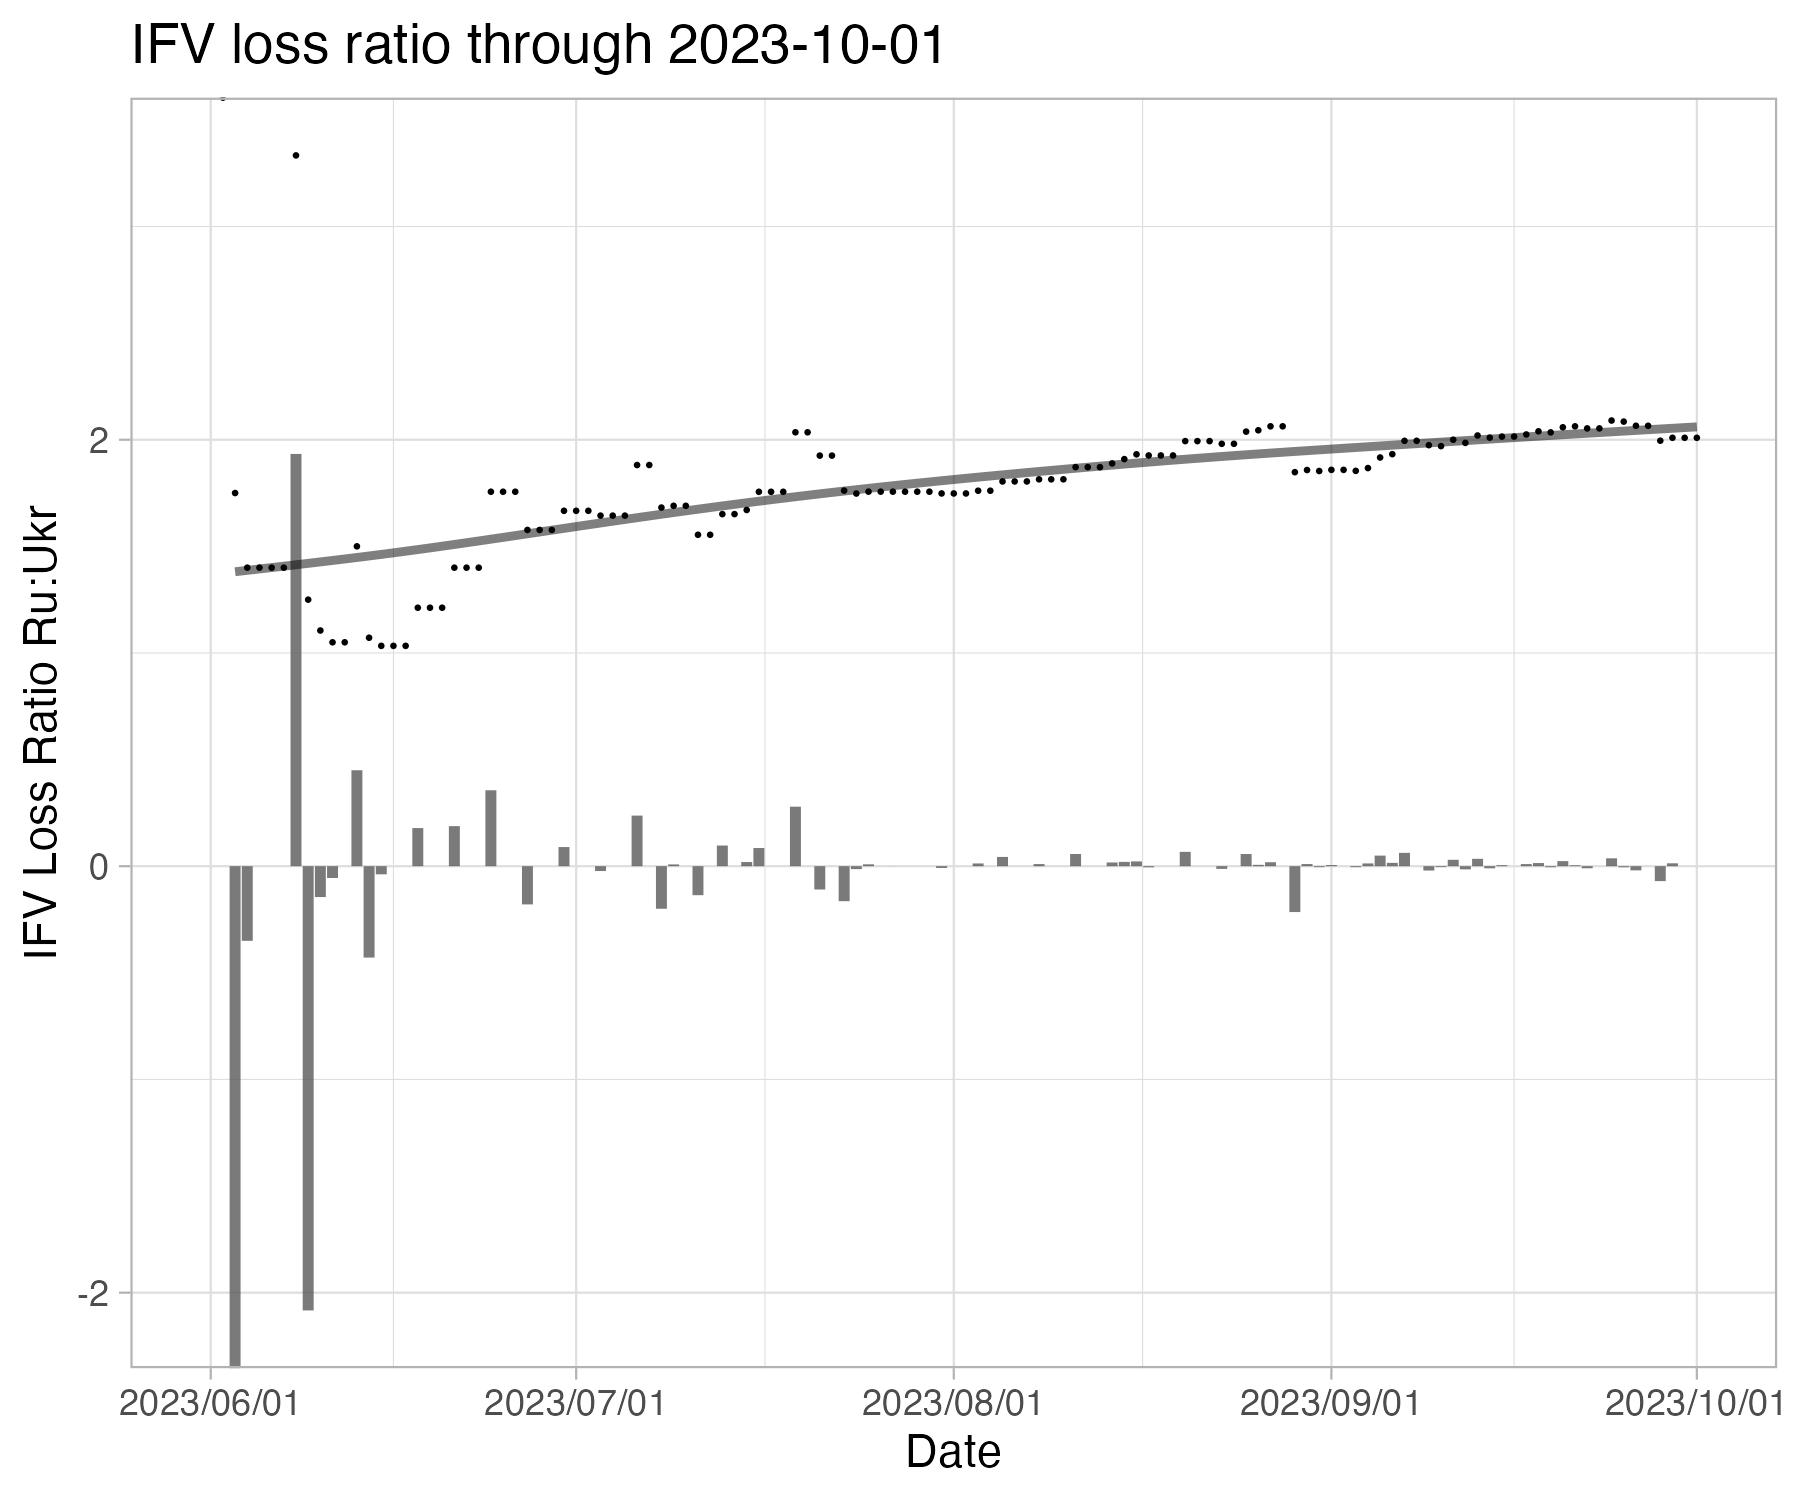 IFV loss ratio through 2023-10-01
IFV Loss Ratio Ru:Ukr
2
0
-2
2023/06/01 2023/07/01 2023/08/01 2023/09/01 2023/10/01
Date